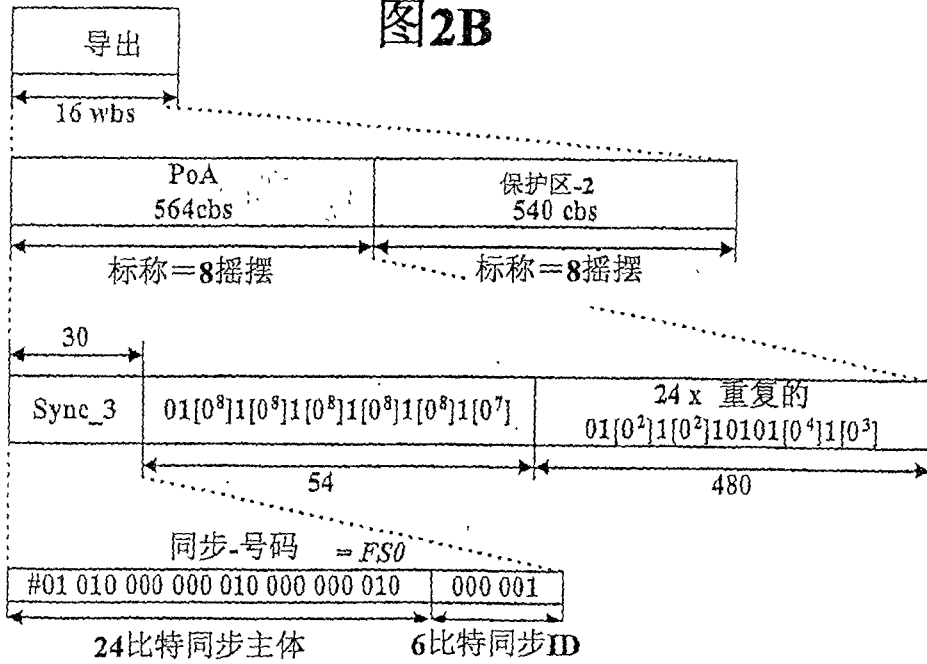 图2B
导出
16 wbs
PoA
564cbs
保护区-2
540 cbs
标称＝8摇摆
标称＝8摇摆
30
Sync_3
01[0⁸]1[0⁸]1[0⁸]1[0⁸]1[0⁸]1[0⁷]
24 x 重复的
01[0²]1[0²]10101[0⁴]1[0³]
54
480
同步-号码 = FS0
#01 010 000 000 010 000 000 010
000 001
24比特同步主体
6比特同步ID